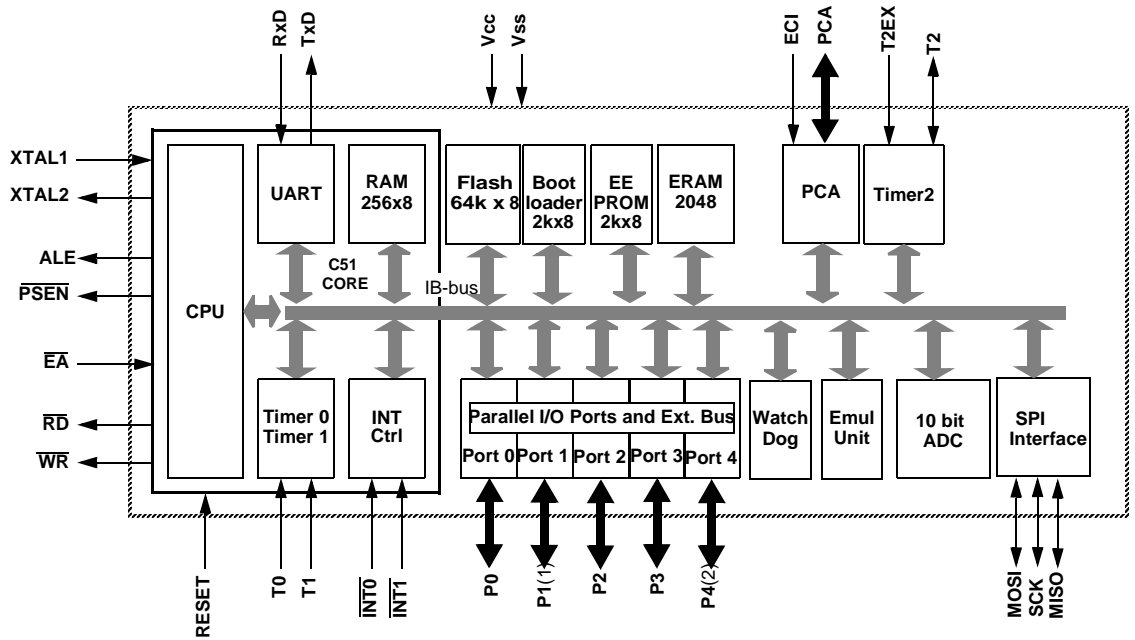 RxD
TxD
Vcc
Vss
ECI
PCA
T2EX
T2
XTAL1
XTAL2
ALE
PSEN
EA
RD
WR
CPU
UART
RAM
256x8
C51
CORE
IB-bus
Flash
64k x 8
Boot
loader
2kx8
EE
PROM
2kx8
ERAM
2048
PCA
Timer2
Timer 0
Timer 1
INT
Ctrl
Parallel I/O Ports and Ext. Bus
Port 0
Port 1
Port 2
Port 3
Port 4
Watch
Dog
Emul
Unit
10 bit
ADC
SPI
Interface
RESET
T0
T1
INT0
INT1
P0
P1(1)
P2
P3
P4(2)
MOSI
SCK
MISO